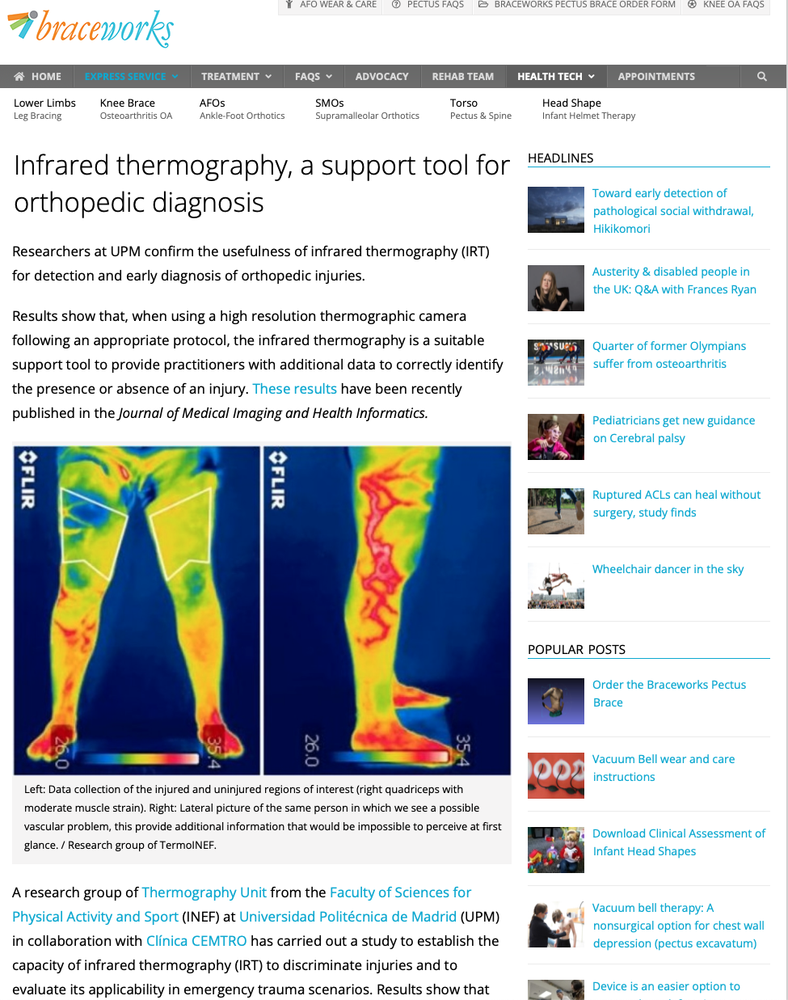 AFO WEAR & CARE
PECTUS FAQS
BRACEWORKS PECTUS BRACE ORDER FORM
KNEE OA FAQS
braceworks
HOME
EXPRESS SERVICE
TREATMENT
FAQS
ADVOCACY
REHAB TEAM
HEALTH TECH
APPOINTMENTS
Lower Limbs
Leg Bracing
Knee Brace
Osteoarthritis OA
AFOs
Ankle-Foot Orthotics
SMOs
Supramalleolar Orthotics
Torso
Pectus & Spine
Head Shape
Infant Helmet Therapy
Infrared thermography, a support tool for
orthopedic diagnosis
Researchers at UPM confirm the usefulness of infrared thermography (IRT)
for detection and early diagnosis of orthopedic injuries.
Results show that, when using a high resolution thermographic camera
following an appropriate protocol, the infrared thermography is a suitable
support tool to provide practitioners with additional data to correctly identify
the presence or absence of an injury. These results have been recently
published in the Journal of Medical Imaging and Health Informatics.
FLIR
26.0
35.4
FLIR
26.0
35.4
Left: Data collection of the injured and uninjured regions of interest (right quadriceps with
moderate muscle strain). Right: Lateral picture of the same person in which we see a possible
vascular problem, this provide additional information that would be impossible to perceive at first
glance. / Research group of TermoINEF.
A research group of Thermography Unit from the Faculty of Sciences for
Physical Activity and Sport (INEF) at Universidad Politécnica de Madrid (UPM)
in collaboration with Clínica CEMTRO has carried out a study to establish the
capacity of infrared thermography (IRT) to discriminate injuries and to
evaluate its applicability in emergency trauma scenarios. Results show that
HEADLINES
Toward early detection of
pathological social withdrawal,
Hikikomori
Austerity & disabled people in
the UK: Q&A with Frances Ryan
SAMSUNG
Quarter of former Olympians
suffer from osteoarthritis
Pediatricians get new guidance
on Cerebral palsy
Ruptured ACLs can heal without
surgery, study finds
Wheelchair dancer in the sky
POPULAR POSTS
Order the Braceworks Pectus
Brace
Vacuum Bell wear and care
instructions
Download Clinical Assessment of
Infant Head Shapes
Vacuum bell therapy: A
nonsurgical option for chest wall
depression (pectus excavatum)
Device is an easier option to